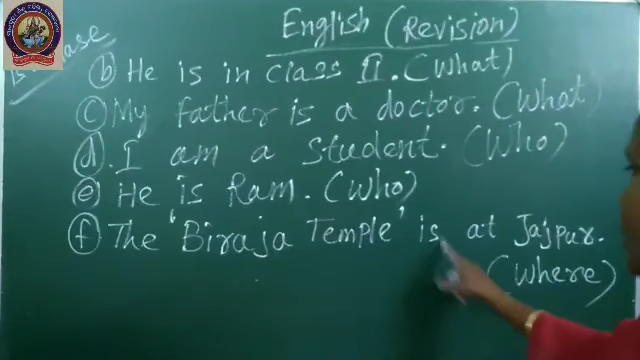 English (Revision)
ⓑ He is in class II. (What)
ⓒ My father is a doctor. (What)
ⓓ. I am a student. (Who)
ⓔ He is Ram. (Who)
ⓕ The 'Biraja Temple' is at Jajpur.
(Where)